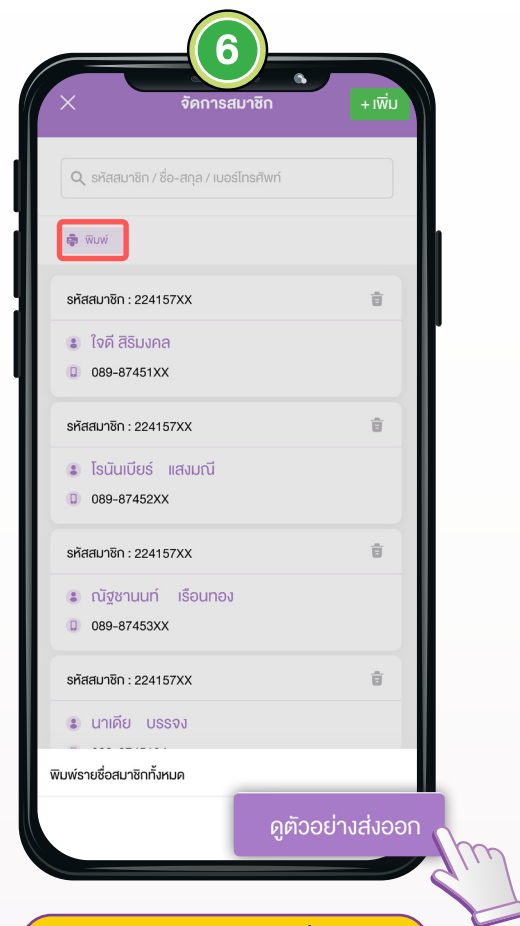 6
จัดการสมาชิก
+ เพิ่ม
รหัสสมาชิก / ชื่อ-สกุล / เบอร์โทรศัพท์
พิมพ์
รหัสสมาชิก : 224157XX
ใจดี สิริมงคล
089-87451XX
รหัสสมาชิก : 224157XX
โรนันเบียร์ แสงมณี
089-87452XX
รหัสสมาชิก : 224157XX
ณัฐชานนท์ เรือนทอง
089-87453XX
รหัสสมาชิก : 224157XX
นาเดีย บรรจง
พิมพ์รายชื่อสมาชิกทั้งหมด
ดูตัวอย่างส่งออก